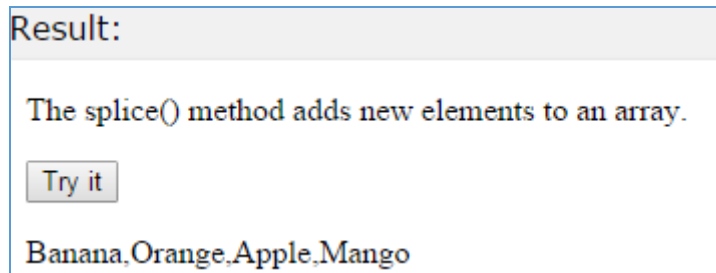 Result:
The splice() method adds new elements to an array.
Try it
Banana,Orange,Apple,Mango